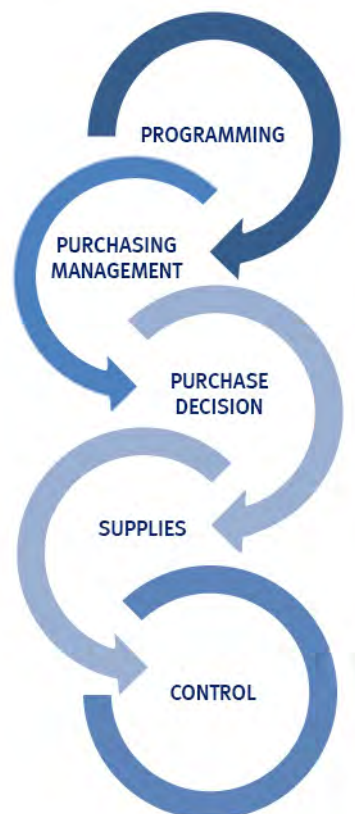 PROGRAMMING
PURCHASING
MANAGEMENT
PURCHASE
DECISION
SUPPLIES
CONTROL